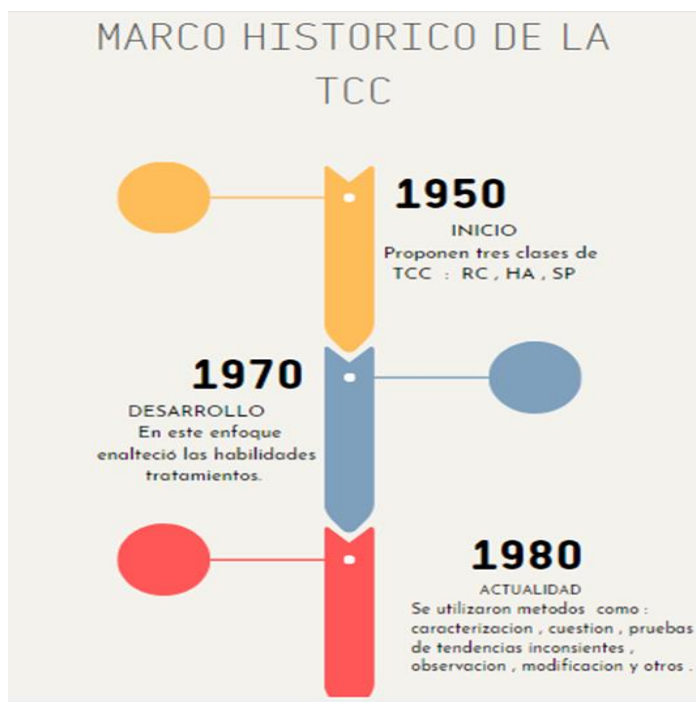 MARCO HISTORICO DE LA
TCC
1950
INICIO
Proponen tres clases de
TCC : RC , HA , SP
1970
DESARROLLO
En este enfoque
enalteció las habilidades
tratamientos.
1980
ACTUALIDAD
Se utilizaron metodos como :
caracterizacion , cuestion , pruebas
de tendencias inconsientes ,
observacion , modificacion y otros .